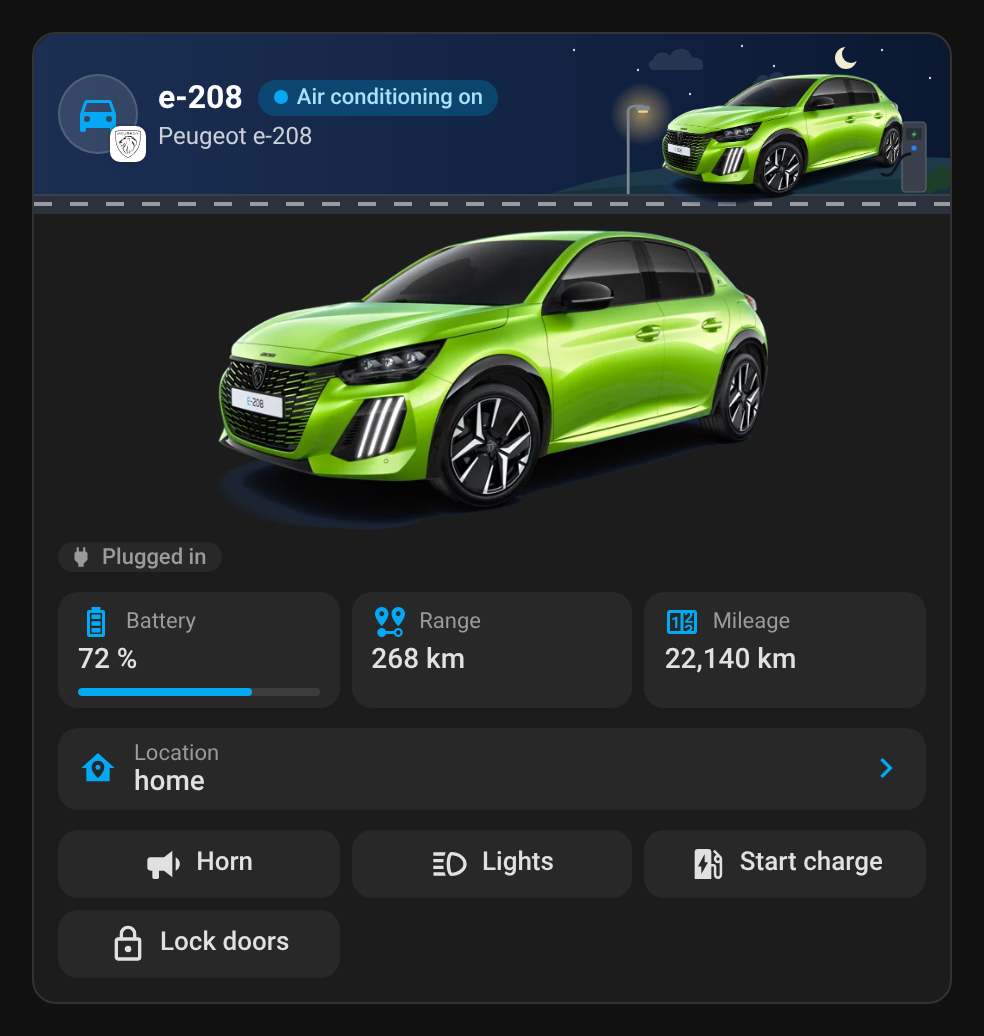 e-208
Air conditioning on
Peugeot e-208
E-208
Plugged in
Battery
Range
Mileage
72 %
268 km
22,140 km
Location
home
Horn
Lights
Start charge
Lock doors